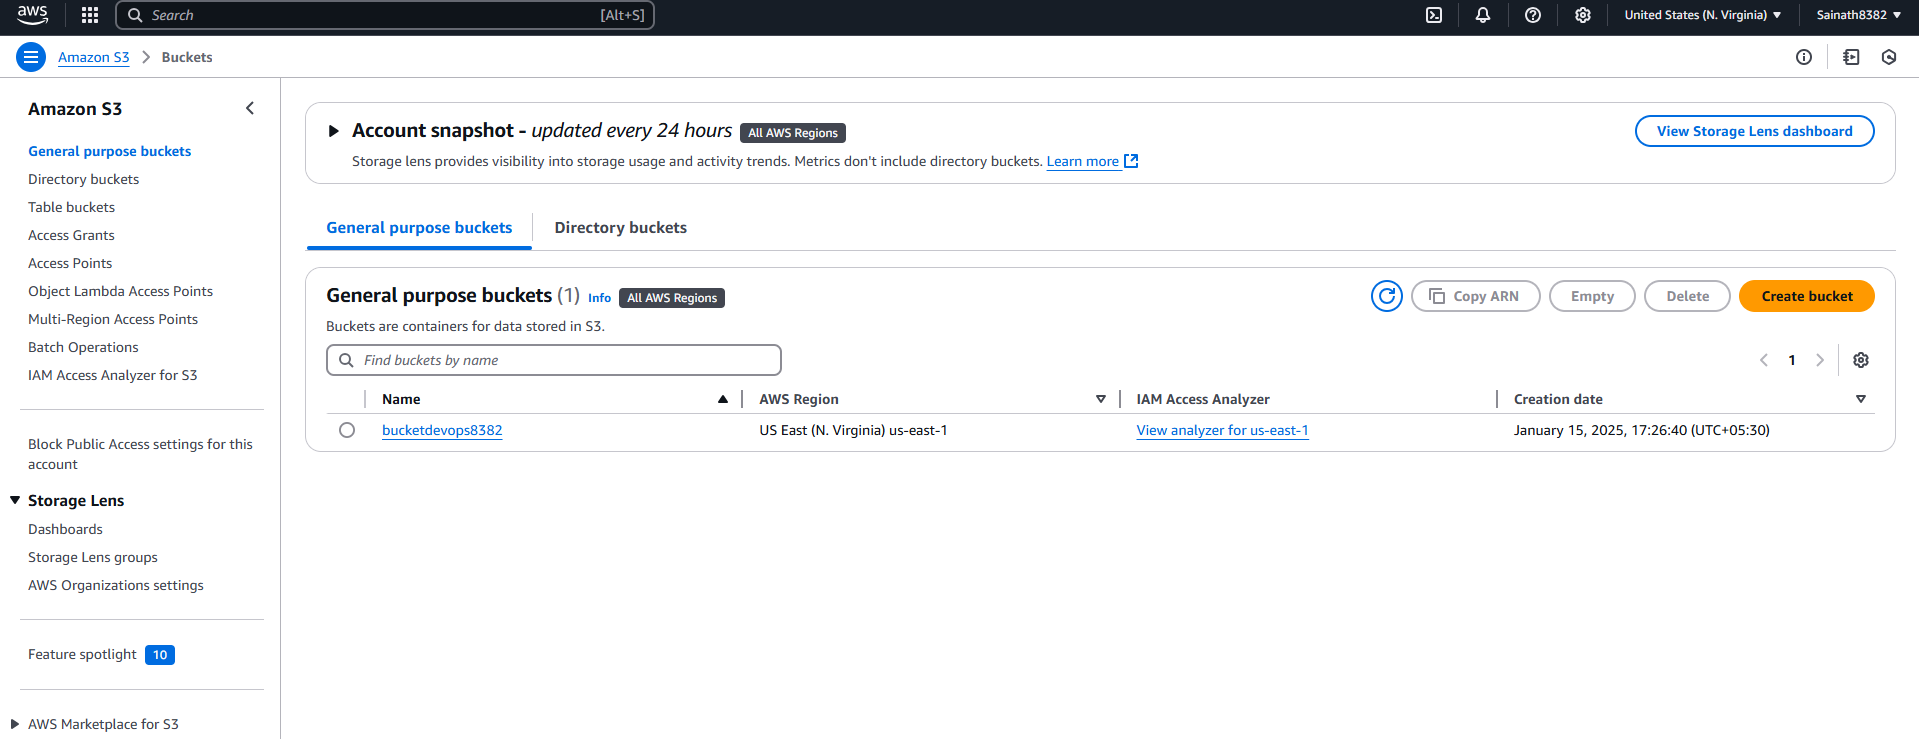 aws
Search [Alt+S]
United States (N. Virginia)
Sainath8382
Amazon S3 Buckets
Amazon S3
General purpose buckets
Directory buckets
Table buckets
Access Grants
Access Points
Object Lambda Access Points
Multi-Region Access Points
Batch Operations
IAM Access Analyzer for S3
Block Public Access settings for this
account
Storage Lens
Dashboards
Storage Lens groups
AWS Organizations settings
Feature spotlight 10
AWS Marketplace for S3
Account snapshot - updated every 24 hours All AWS Regions
View Storage Lens dashboard
Storage lens provides visibility into storage usage and activity trends. Metrics don't include directory buckets. Learn more
General purpose buckets Directory buckets
General purpose buckets (1) Info All AWS Regions
Copy ARN Empty Delete Create bucket
Buckets are containers for data stored in S3.
Find buckets by name
1
Name AWS Region IAM Access Analyzer Creation date
bucketdevops8382 US East (N. Virginia) us-east-1 View analyzer for us-east-1 January 15, 2025, 17:26:40 (UTC+05:30)